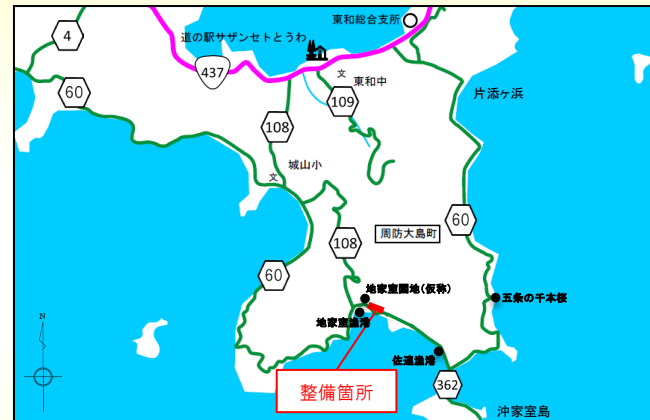 東和総合支所
4
道の駅サザンセトとうわ
437
文
東和中
60
109
片添ヶ浜
108
城山小
文
60
周防大島町
108
60
地家室園地(仮称)
五条の千本桜
地家室漁港
N
佐連漁港
整備箇所
362
沖家室島